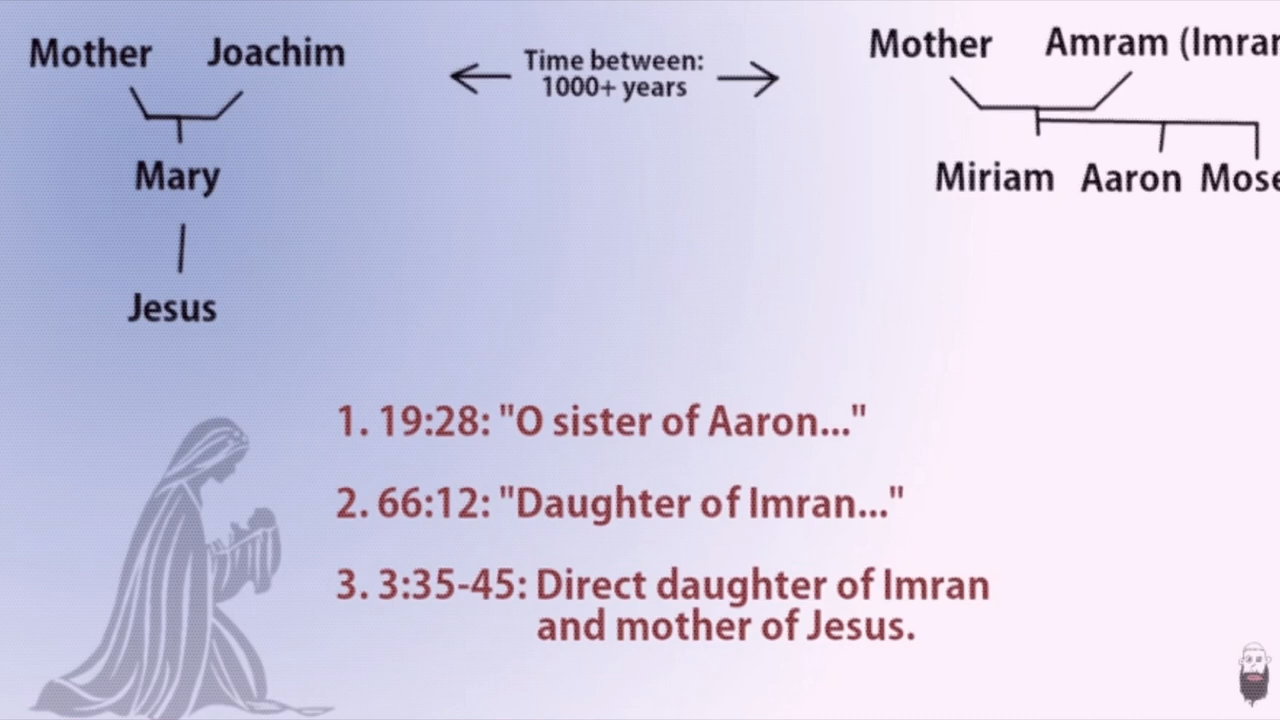 Mother Joachim
Time between:
1000+ years
Mother Amram (Imran
Mary
Miriam Aaron Mose
Jesus
1. 19:28: "O sister of Aaron..."
2. 66:12: "Daughter of Imran..."
3. 3:35-45: Direct daughter of Imran
and mother of Jesus.